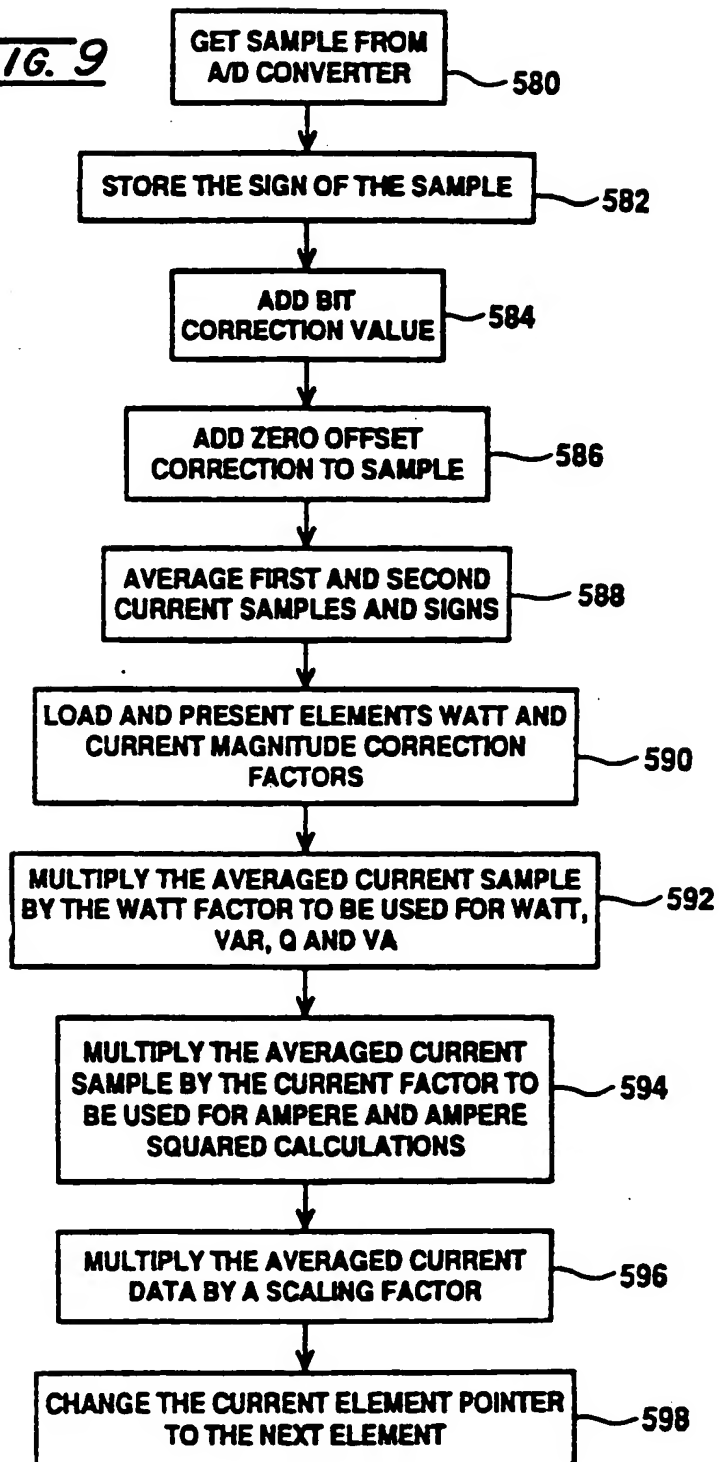 IG. 9
GET SAMPLE FROM
A/D CONVERTER
580
STORE THE SIGN OF THE SAMPLE
582
ADD BIT
CORRECTION VALUE
584
ADD ZERO OFFSET
CORRECTION TO SAMPLE
586
AVERAGE FIRST AND SECOND
CURRENT SAMPLES AND SIGNS
588
LOAD AND PRESENT ELEMENTS WATT AND
CURRENT MAGNITUDE CORRECTION
FACTORS
590
MULTIPLY THE AVERAGED CURRENT SAMPLE
BY THE WATT FACTOR TO BE USED FOR WATT,
VAR, Q AND VA
592
MULTIPLY THE AVERAGED CURRENT
SAMPLE BY THE CURRENT FACTOR TO
BE USED FOR AMPERE AND AMPERE
SQUARED CALCULATIONS
594
MULTIPLY THE AVERAGED CURRENT
DATA BY A SCALING FACTOR
596
CHANGE THE CURRENT ELEMENT POINTER
TO THE NEXT ELEMENT
598